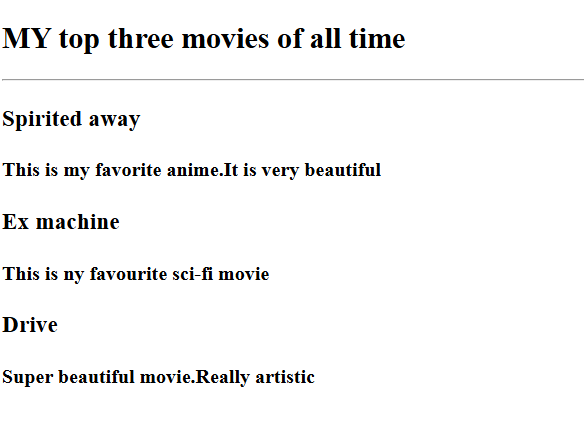 MY top three movies of all time
Spirited away
This is my favorite anime.It is very beautiful
Ex machine
This is ny favourite sci-fi movie
Drive
Super beautiful movie.Really artistic